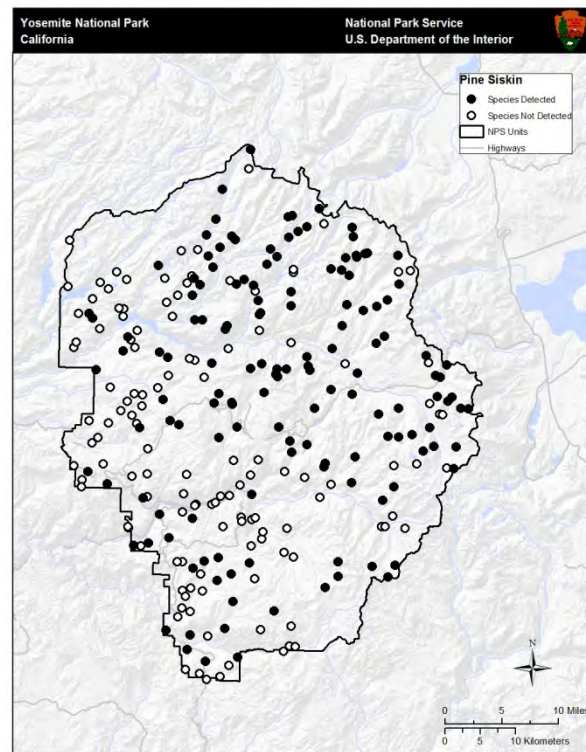 Yosemite National Park
California
National Park Service
U.S. Department of the Interior
Pine Siskin
Species Detected
Species Not Detected
NPS Units
Highways
N
0 5 10 Miles
0 5 10 Kilometers